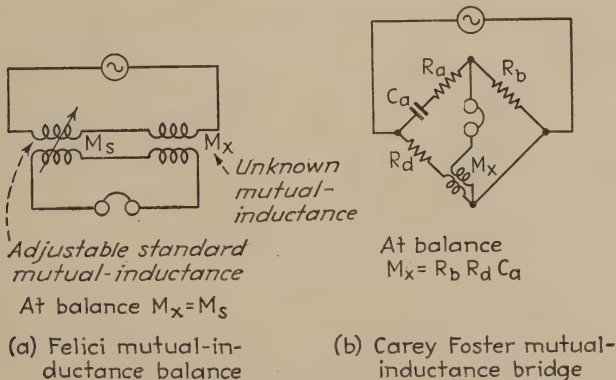 Ms
Mx
Unknown
mutual-
inductance
Adjustable standard
mutual-inductance
At balance Mx=Ms
(a) Felici mutual-in-
ductance balance
Ra
Rb
Ca
Rd
Mx
At balance
Mx= Rb Rd Ca
(b) Carey Foster mutual-
inductance bridge